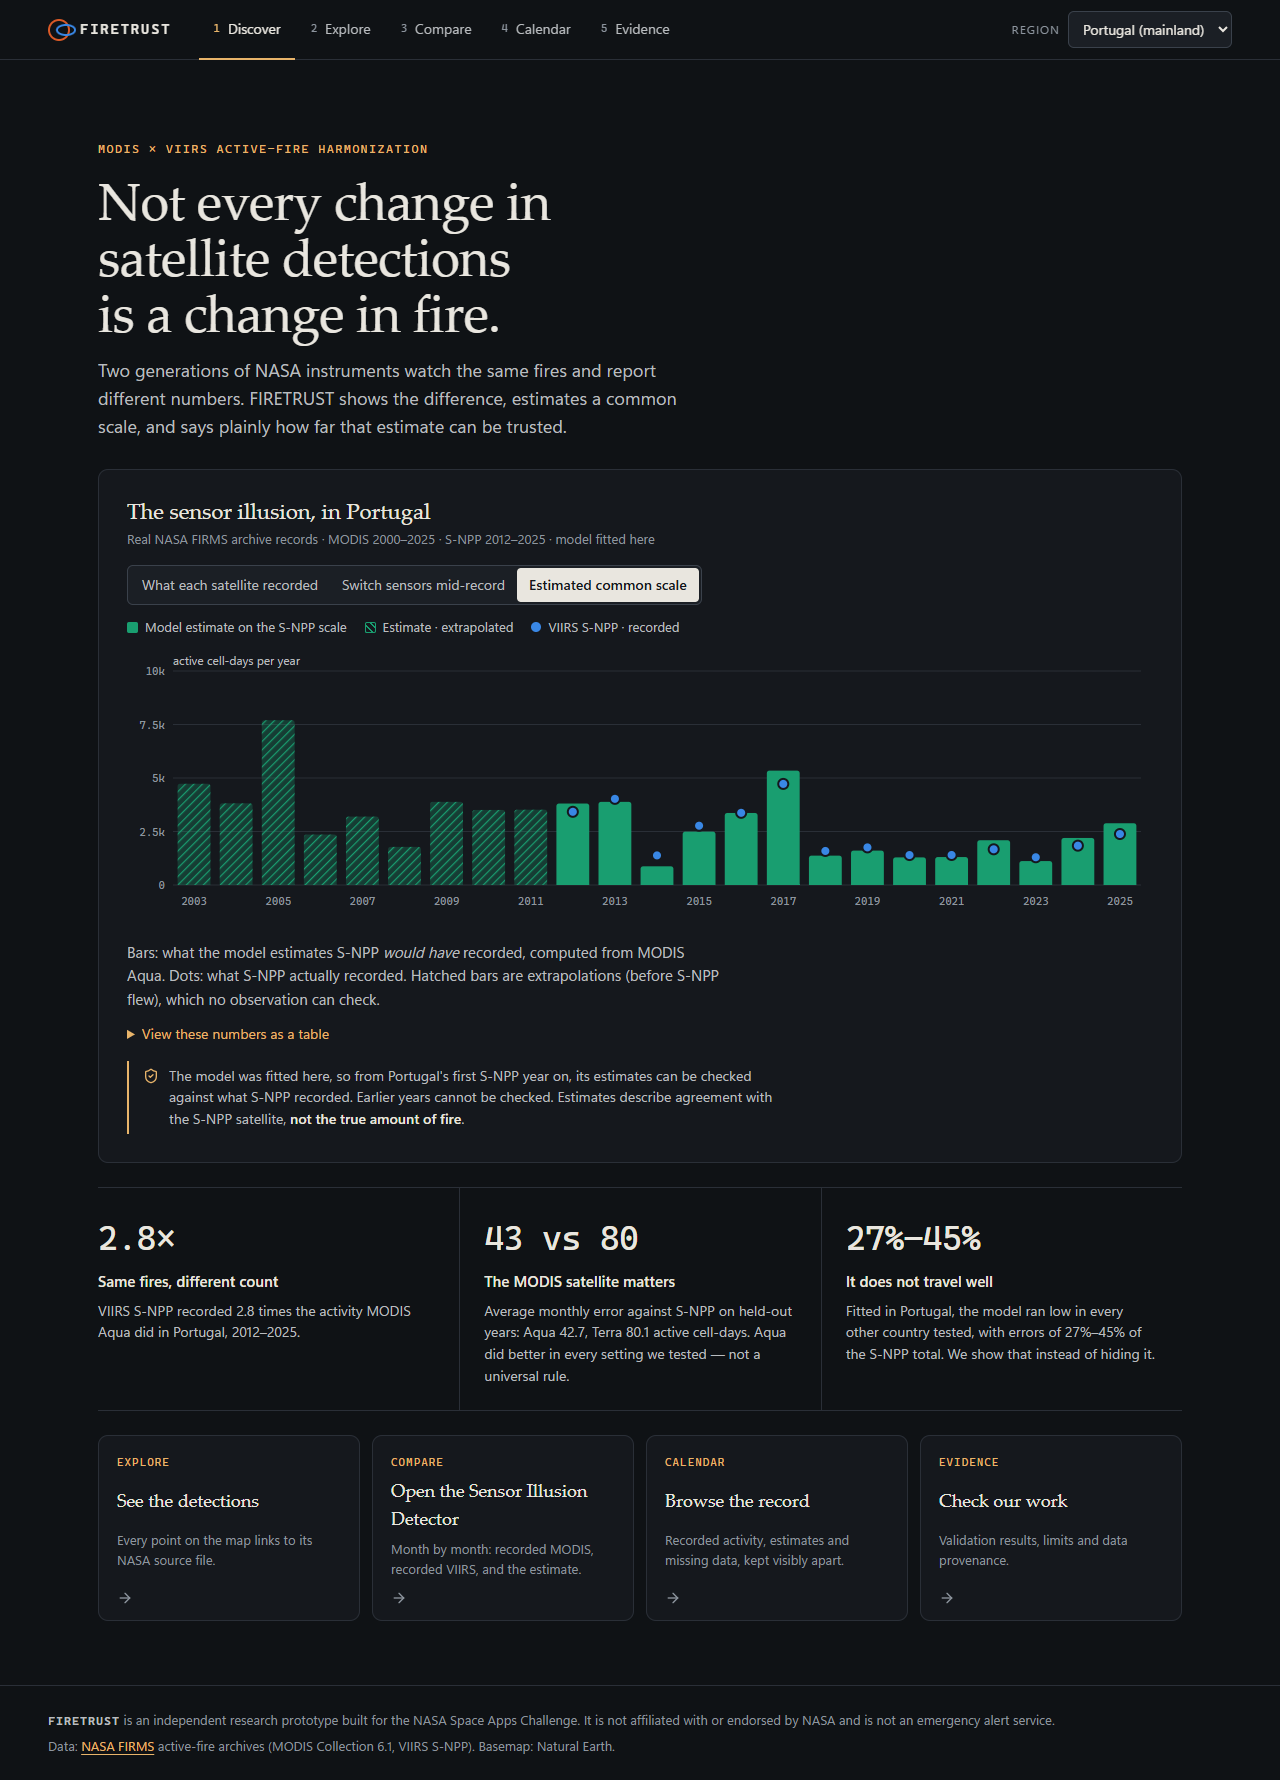 FIRETRUST
1 Discover
2 Explore
3 Compare
4 Calendar
5 Evidence
REGION
Portugal (mainland)
MODIS × VIIRS ACTIVE-FIRE HARMONIZATION
Not every change in
satellite detections
is a change in fire.
Two generations of NASA instruments watch the same fires and report
different numbers. FIRETRUST shows the difference, estimates a common
scale, and says plainly how far that estimate can be trusted.
The sensor illusion, in Portugal
Real NASA FIRMS archive records · MODIS 2000–2025 · S-NPP 2012–2025 · model fitted here
What each satellite recorded
Switch sensors mid-record
Estimated common scale
Model estimate on the S-NPP scale
Estimate · extrapolated
VIIRS S-NPP · recorded
active cell-days per year
10k
7.5k
5k
2.5k
0
2003 2005 2007 2009 2011 2013 2015 2017 2019 2021 2023 2025
Bars: what the model estimates S-NPP would have recorded, computed from MODIS
Aqua. Dots: what S-NPP actually recorded. Hatched bars are extrapolations (before S-NPP
flew), which no observation can check.
View these numbers as a table
The model was fitted here, so from Portugal's first S-NPP year on, its estimates can be checked
against what S-NPP recorded. Earlier years cannot be checked. Estimates describe agreement with
the S-NPP satellite, not the true amount of fire.
2.8×
Same fires, different count
VIIRS S-NPP recorded 2.8 times the activity MODIS
Aqua did in Portugal, 2012–2025.
43 vs 80
The MODIS satellite matters
Average monthly error against S-NPP on held-out
years: Aqua 42.7, Terra 80.1 active cell-days. Aqua
did better in every setting we tested — not a
universal rule.
27%–45%
It does not travel well
Fitted in Portugal, the model ran low in every
other country tested, with errors of 27%–45% of
the S-NPP total. We show that instead of hiding it.
EXPLORE
See the detections
Every point on the map links to its
NASA source file.
→
COMPARE
Open the Sensor Illusion
Detector
Month by month: recorded MODIS,
recorded VIIRS, and the estimate.
→
CALENDAR
Browse the record
Recorded activity, estimates and
missing data, kept visibly apart.
→
EVIDENCE
Check our work
Validation results, limits and data
provenance.
→
FIRETRUST is an independent research prototype built for the NASA Space Apps Challenge. It is not affiliated with or endorsed by NASA and is not an emergency alert service.
Data: NASA FIRMS active-fire archives (MODIS Collection 6.1, VIIRS S-NPP). Basemap: Natural Earth.